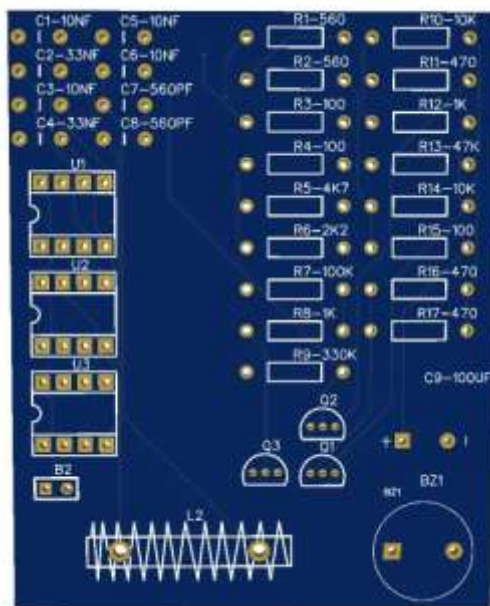 C1-10NF C5-10NF
C2-33NF C6-10NF
C3-10NF C7-560PF
C4-33NF C8-560PF
U1
U2
U3
B2
L2
R1-560 R10-10K
R2-560 R11-470
R3-100 R12-1K
R4-100 R13-47K
R5-4K7 R14-10K
R6-2K2 R15-100
R7-100K R16-470
R8-1K R17-470
R9-330K
C9-100UF
Q2
Q3 Q1
+
BZ1
BZ1